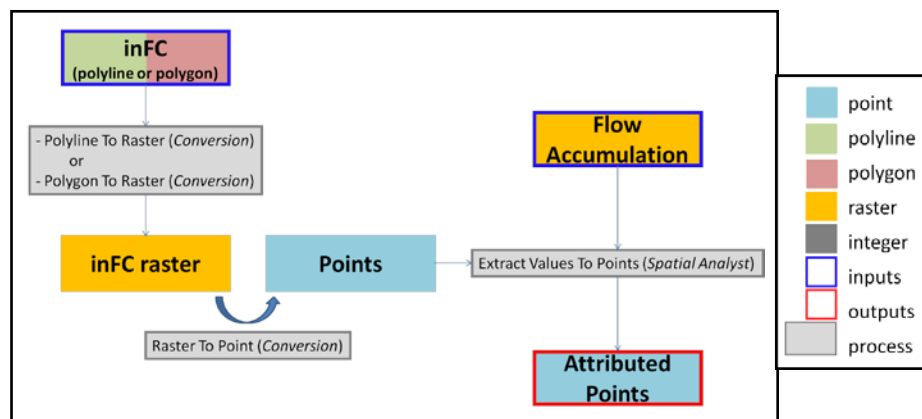 inFC
(polyline or polygon)
- Polyline To Raster (Conversion)
or
- Polygon To Raster (Conversion)
Flow
Accumulation
inFC raster
Points
Extract Values To Points (Spatial Analyst)
Raster To Point (Conversion)
Attributed
Points
point
polyline
polygon
raster
integer
inputs
outputs
process